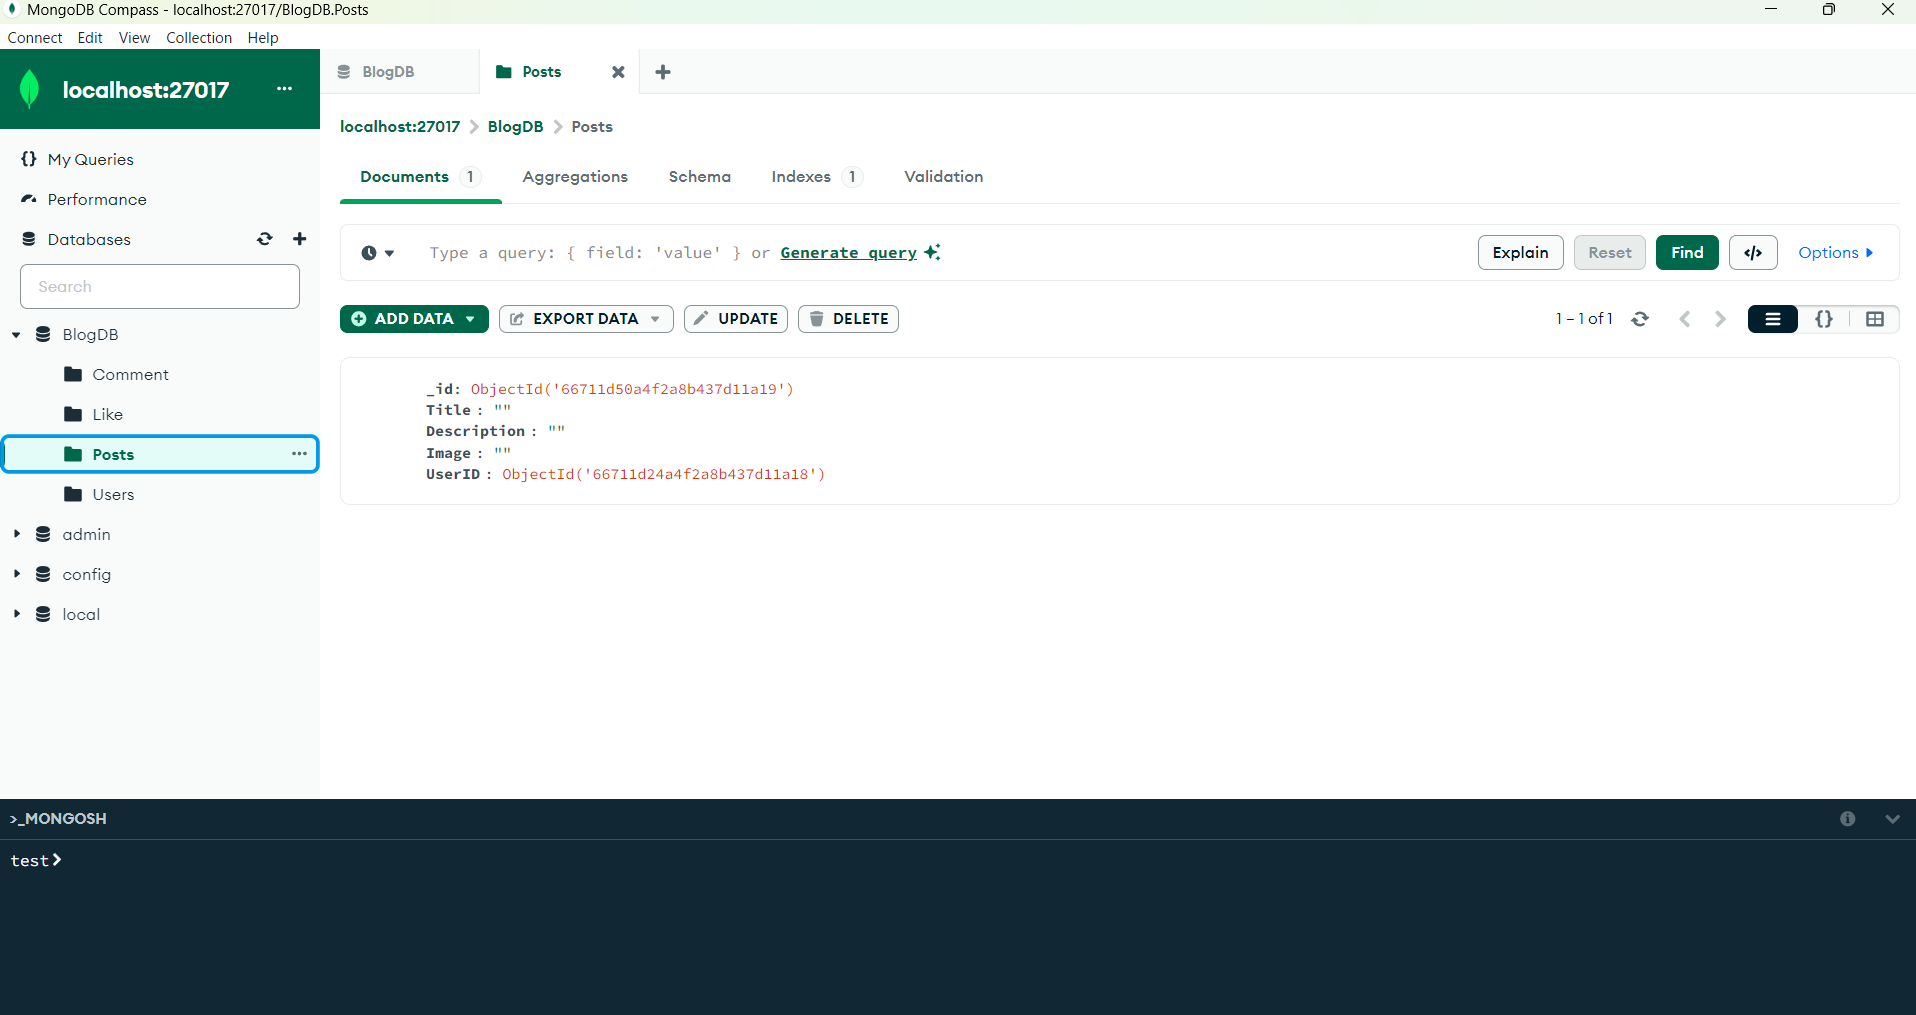 MongoDB Compass - localhost:27017/BlogDB.Posts
Connect Edit View Collection Help
localhost:27017 ...
BlogDB Posts
localhost:27017 > BlogDB > Posts
{} My Queries
Performance
Databases
Search
BlogDB
Comment
Like
Posts ...
Users
admin
config
local
Documents 1 Aggregations Schema Indexes 1 Validation
Type a query: { field: 'value' } or Generate query
Explain Reset Find </> Options
ADD DATA EXPORT DATA UPDATE DELETE
1 – 1 of 1 {}
_id: ObjectId('66711d50a4f2a8b437d11a19')
Title : ""
Description : ""
Image : ""
UserID : ObjectId('66711d24a4f2a8b437d11a18')
>_MONGOSH
test>